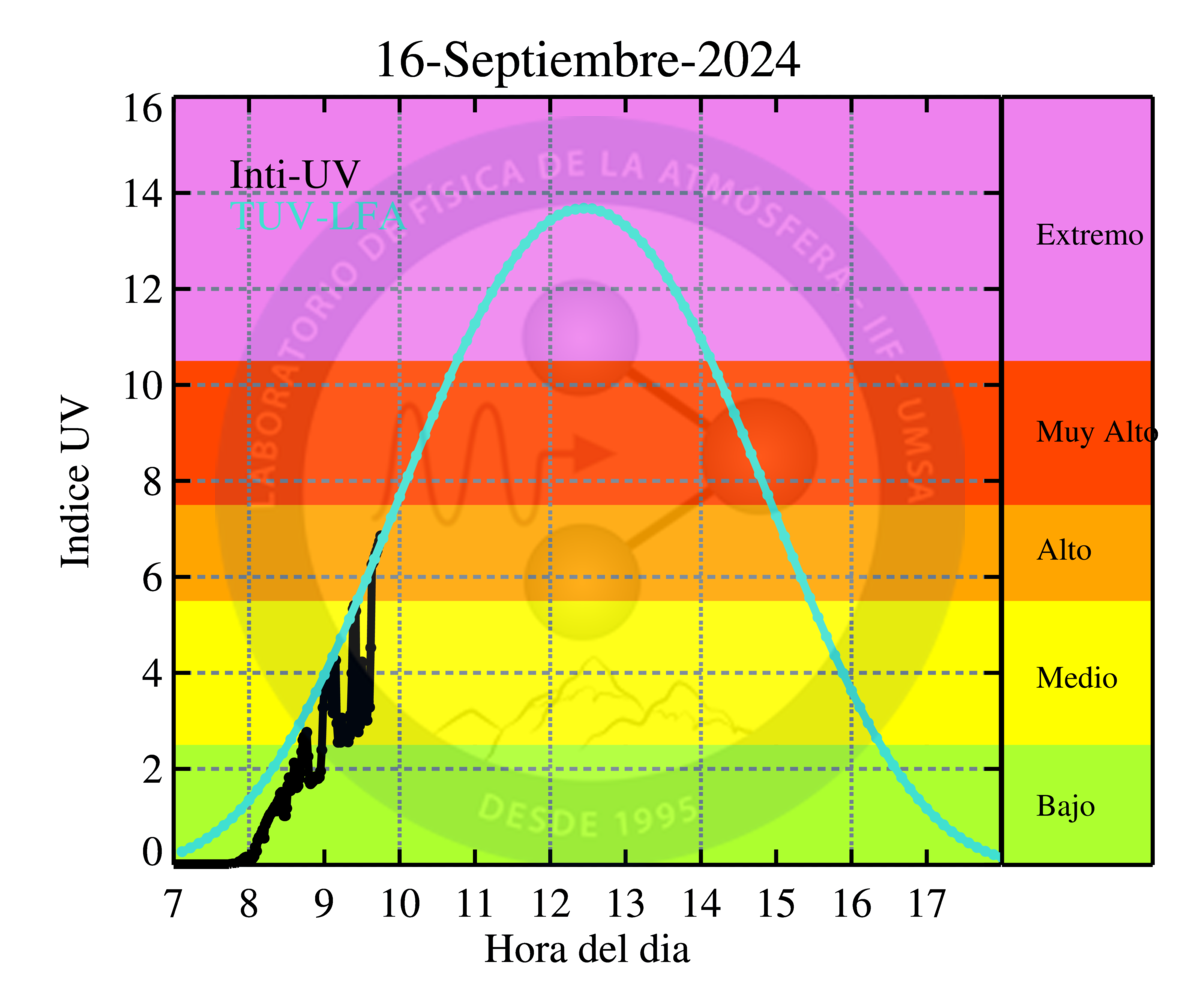 16-Septiembre-2024
16
14
12
10
8
6
4
2
0
Indice UV
Inti-UV
TUV-LFA
LABORATORIO DE FÍSICA DE LA ATMÓSFERA - IIF - UMSA
DESDE 1995
Extremo
Muy Alto
Alto
Medio
Bajo
7 8 9 10 11 12 13 14 15 16 17
Hora del dia